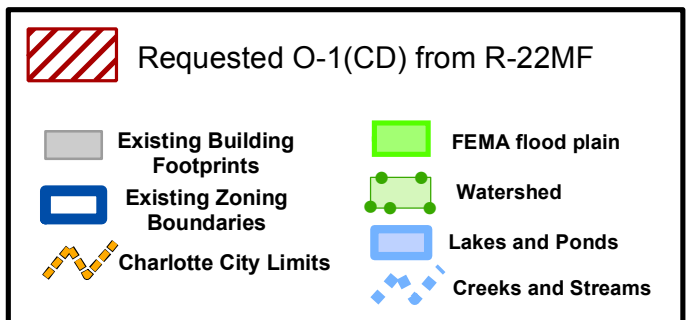 Requested O-1(CD) from R-22MF
Existing Building
Footprints
Existing Zoning
Boundaries
Charlotte City Limits
FEMA flood plain
Watershed
Lakes and Ponds
Creeks and Streams